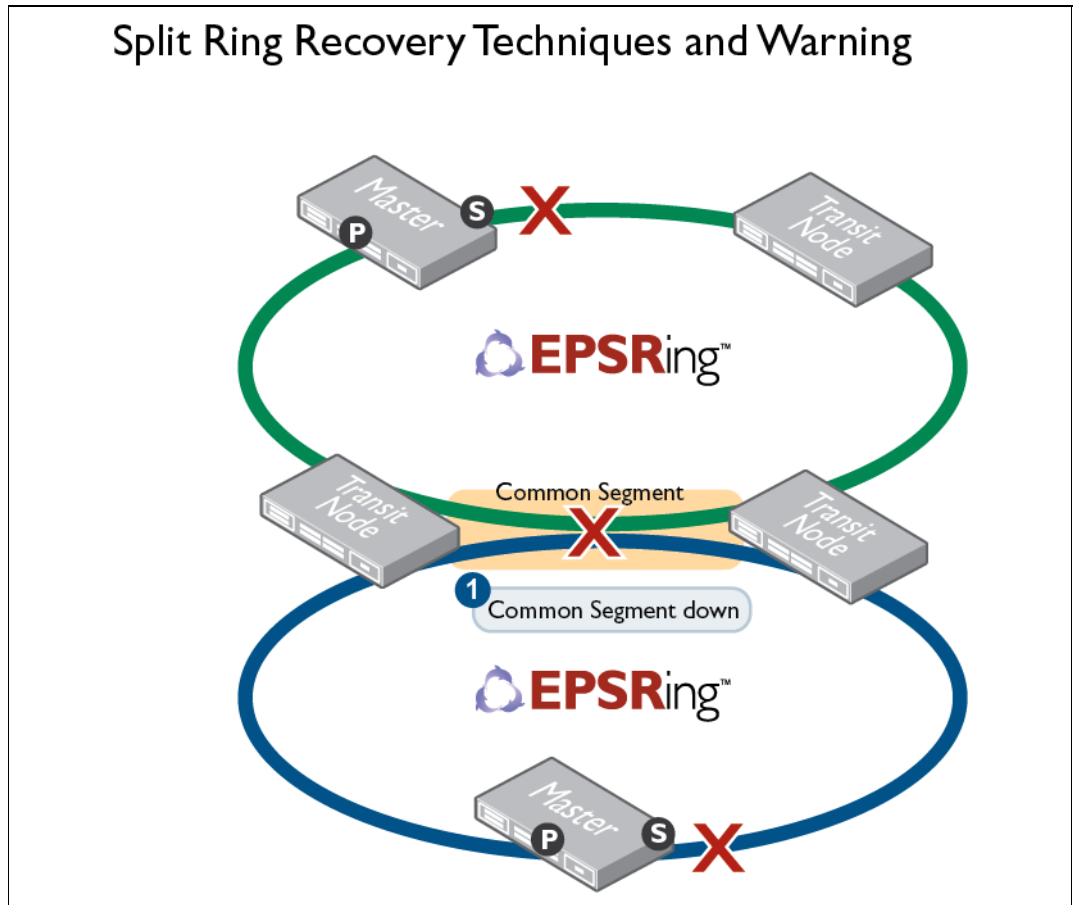 Split Ring Recovery Techniques and Warning
Master
S
P
Transit
Node
EPSRing™
Common Segment
Transit
Node
Transit
Node
1
Common Segment down
EPSRing™
Master
S
P